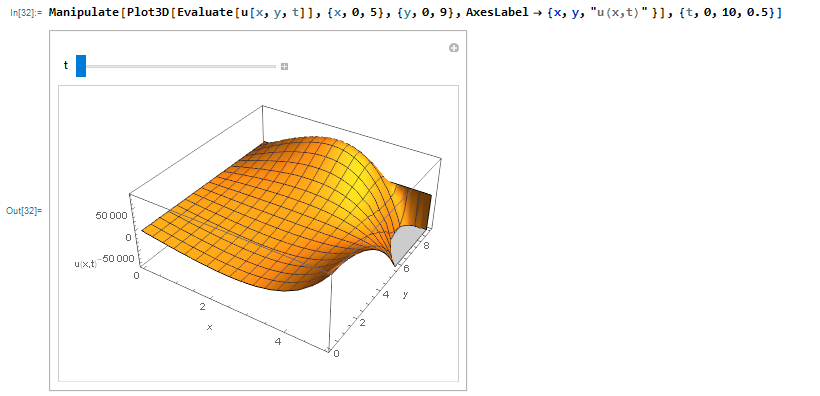 In[32]:= Manipulate[Plot3D[Evaluate[u[x, y, t]], {x, 0, 5}, {y, 0, 9}, AxesLabel → {x, y, "u(x,t)"}], {t, 0, 10, 0.5}]
t
Out[32]=
50 000
0
-50 000
u(x,t)
0
2
x
4
0
2
4
y
6
8